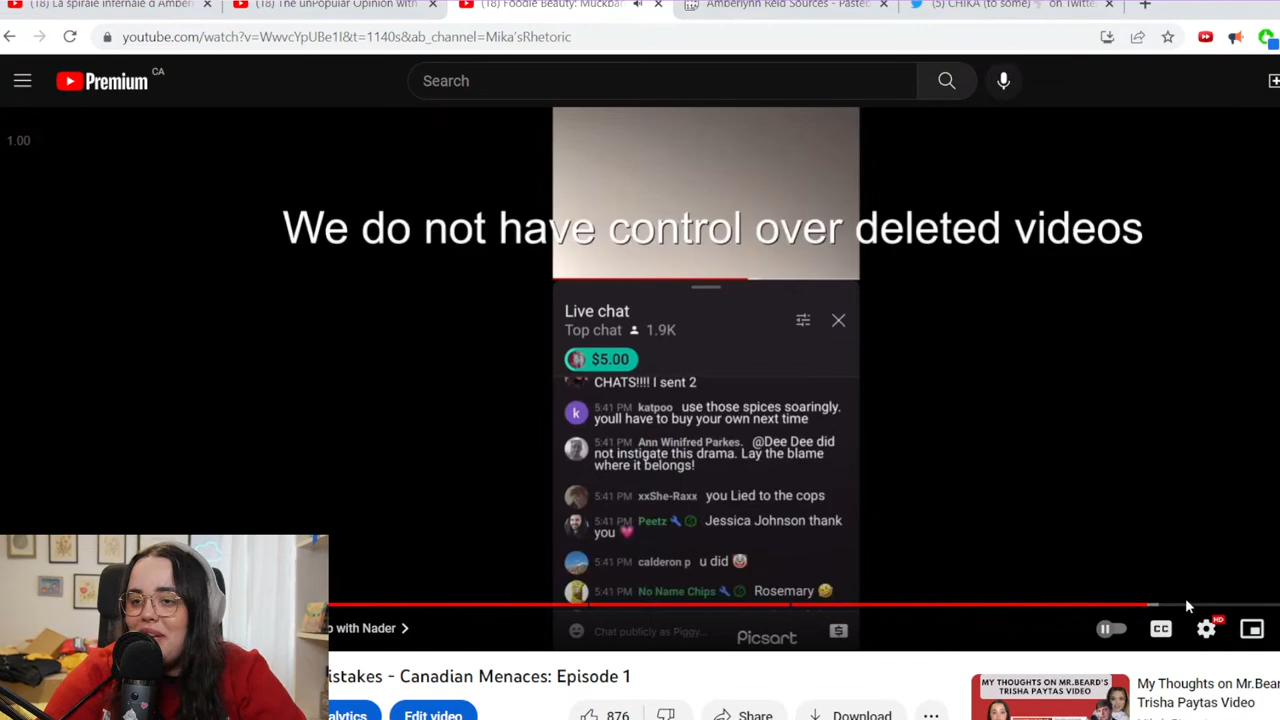 (18) La spirale infernale d'Amber
(18) The unPopular Opinion with
(18) Foodie Beauty: Muckba
Amberlynn Reid Sources - Pasteb
(5) CHIKA (to some) on Twitte
youtube.com/watch?v=WwvcYpUBe1I&t=1140s&ab_channel=Mika'sRhetoric
Premium CA
Search
1.00
We do not have control over deleted videos
Live chat
Top chat 1.9K
$5.00
CHATS!!!! I sent 2
5:41 PM katpoo use those spices soaringly.
youll have to buy your own next time
k
5:41 PM Ann Winifred Parkes. @Dee Dee did
not instigate this drama. Lay the blame
where it belongs!
5:41 PM xxShe-Raxx you Lied to the cops
5:41 PM Peetz Jessica Johnson thank
you 💗
5:41 PM calderon p u did 🤡
5:41 PM No Name Chips Rosemary 🤣
Chat publicly as Piggy...
Picsart
p with Nader
CC
HD
istakes - Canadian Menaces: Episode 1
alytics
Edit video
876
Share
Download
MY THOUGHTS ON MR.BEARD'S
TRISHA PAYTAS VIDEO
My Thoughts on Mr.Bear
Trisha Paytas Video